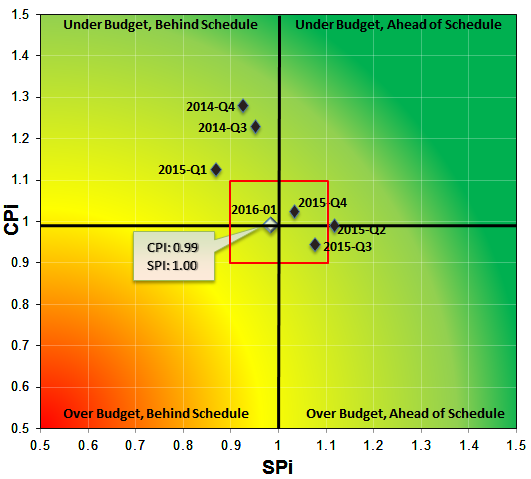 Under Budget, Behind Schedule
Under Budget, Ahead of Schedule
1.5
1.4
1.3
1.2
1.1
1
0.9
0.8
0.7
0.6
0.5
CPi
2014-Q4
2014-Q3
2015-Q1
2016-01
2015-Q4
2015-Q2
2015-Q3
CPI: 0.99
SPI: 1.00
Over Budget, Behind Schedule
Over Budget, Ahead of Schedule
0.5 0.6 0.7 0.8 0.9 1 1.1 1.2 1.3 1.4 1.5
SPi